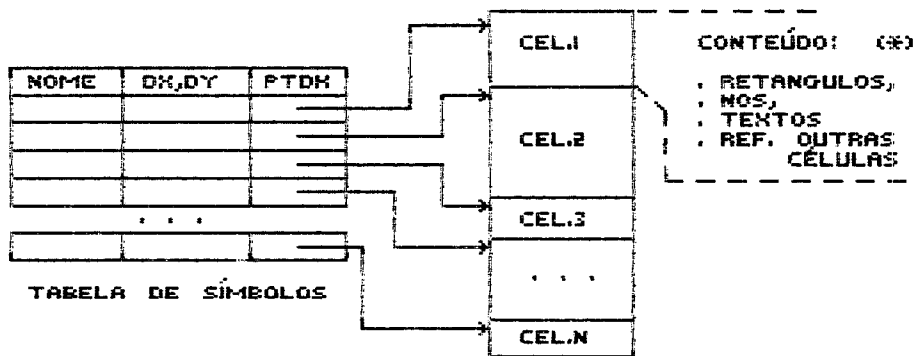 NOME DX,DY PTDX
. . .
TABELA DE SÍMBOLOS
CEL.1
CEL.2
CEL.3
. . .
CEL.N
CONTEÚDO: (*)
. RETANGULOS,
. NOS,
. TEXTOS
. REF. OUTRAS
CÉLULAS